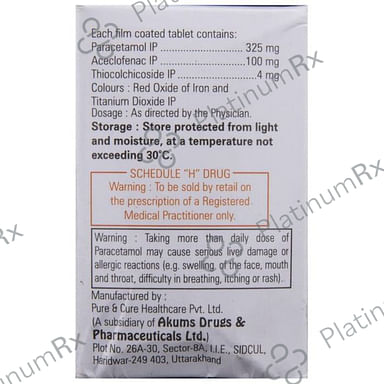 Each film coated tablet contains:
Paracetamol IP ........................ 325 mg
Aceclofenac IP ........................ 100 mg
Thiocolchicoside IP ........................ 4 mg
Colours : Red Oxide of Iron and
Titanium Dioxide IP
Dosage : As directed by the Physician.
Storage : Store protected from light
and moisture, at a temperature not
exceeding 30°C.
SCHEDULE "H" DRUG
Warning : To be sold by retail on
the prescription of a Registered
Medical Practitioner only.
Warning : Taking more than daily dose of
Paracetamol may cause serious liver damage or
allergic reactions (e.g. swelling of the face, mouth
and throat, difficulty in breathing, itching or rash).
Manufactured by :
Pure & Cure Healthcare Pvt. Ltd.
(A subsidiary of Akums Drugs &
Pharmaceuticals Ltd.)
Plot No. 26A-30, Sector-8A, I.I.E., SIDCUL,
Haridwar-249 403, Uttarakhand
PlatinumRx
PlatinumRx
PlatinumRx